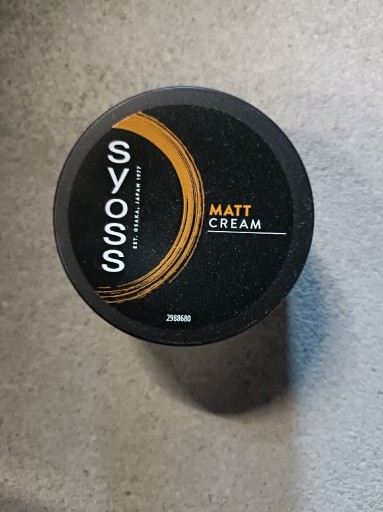 syoss
EST. OSAKA, JAPAN 1977
MATT
CREAM
2988680